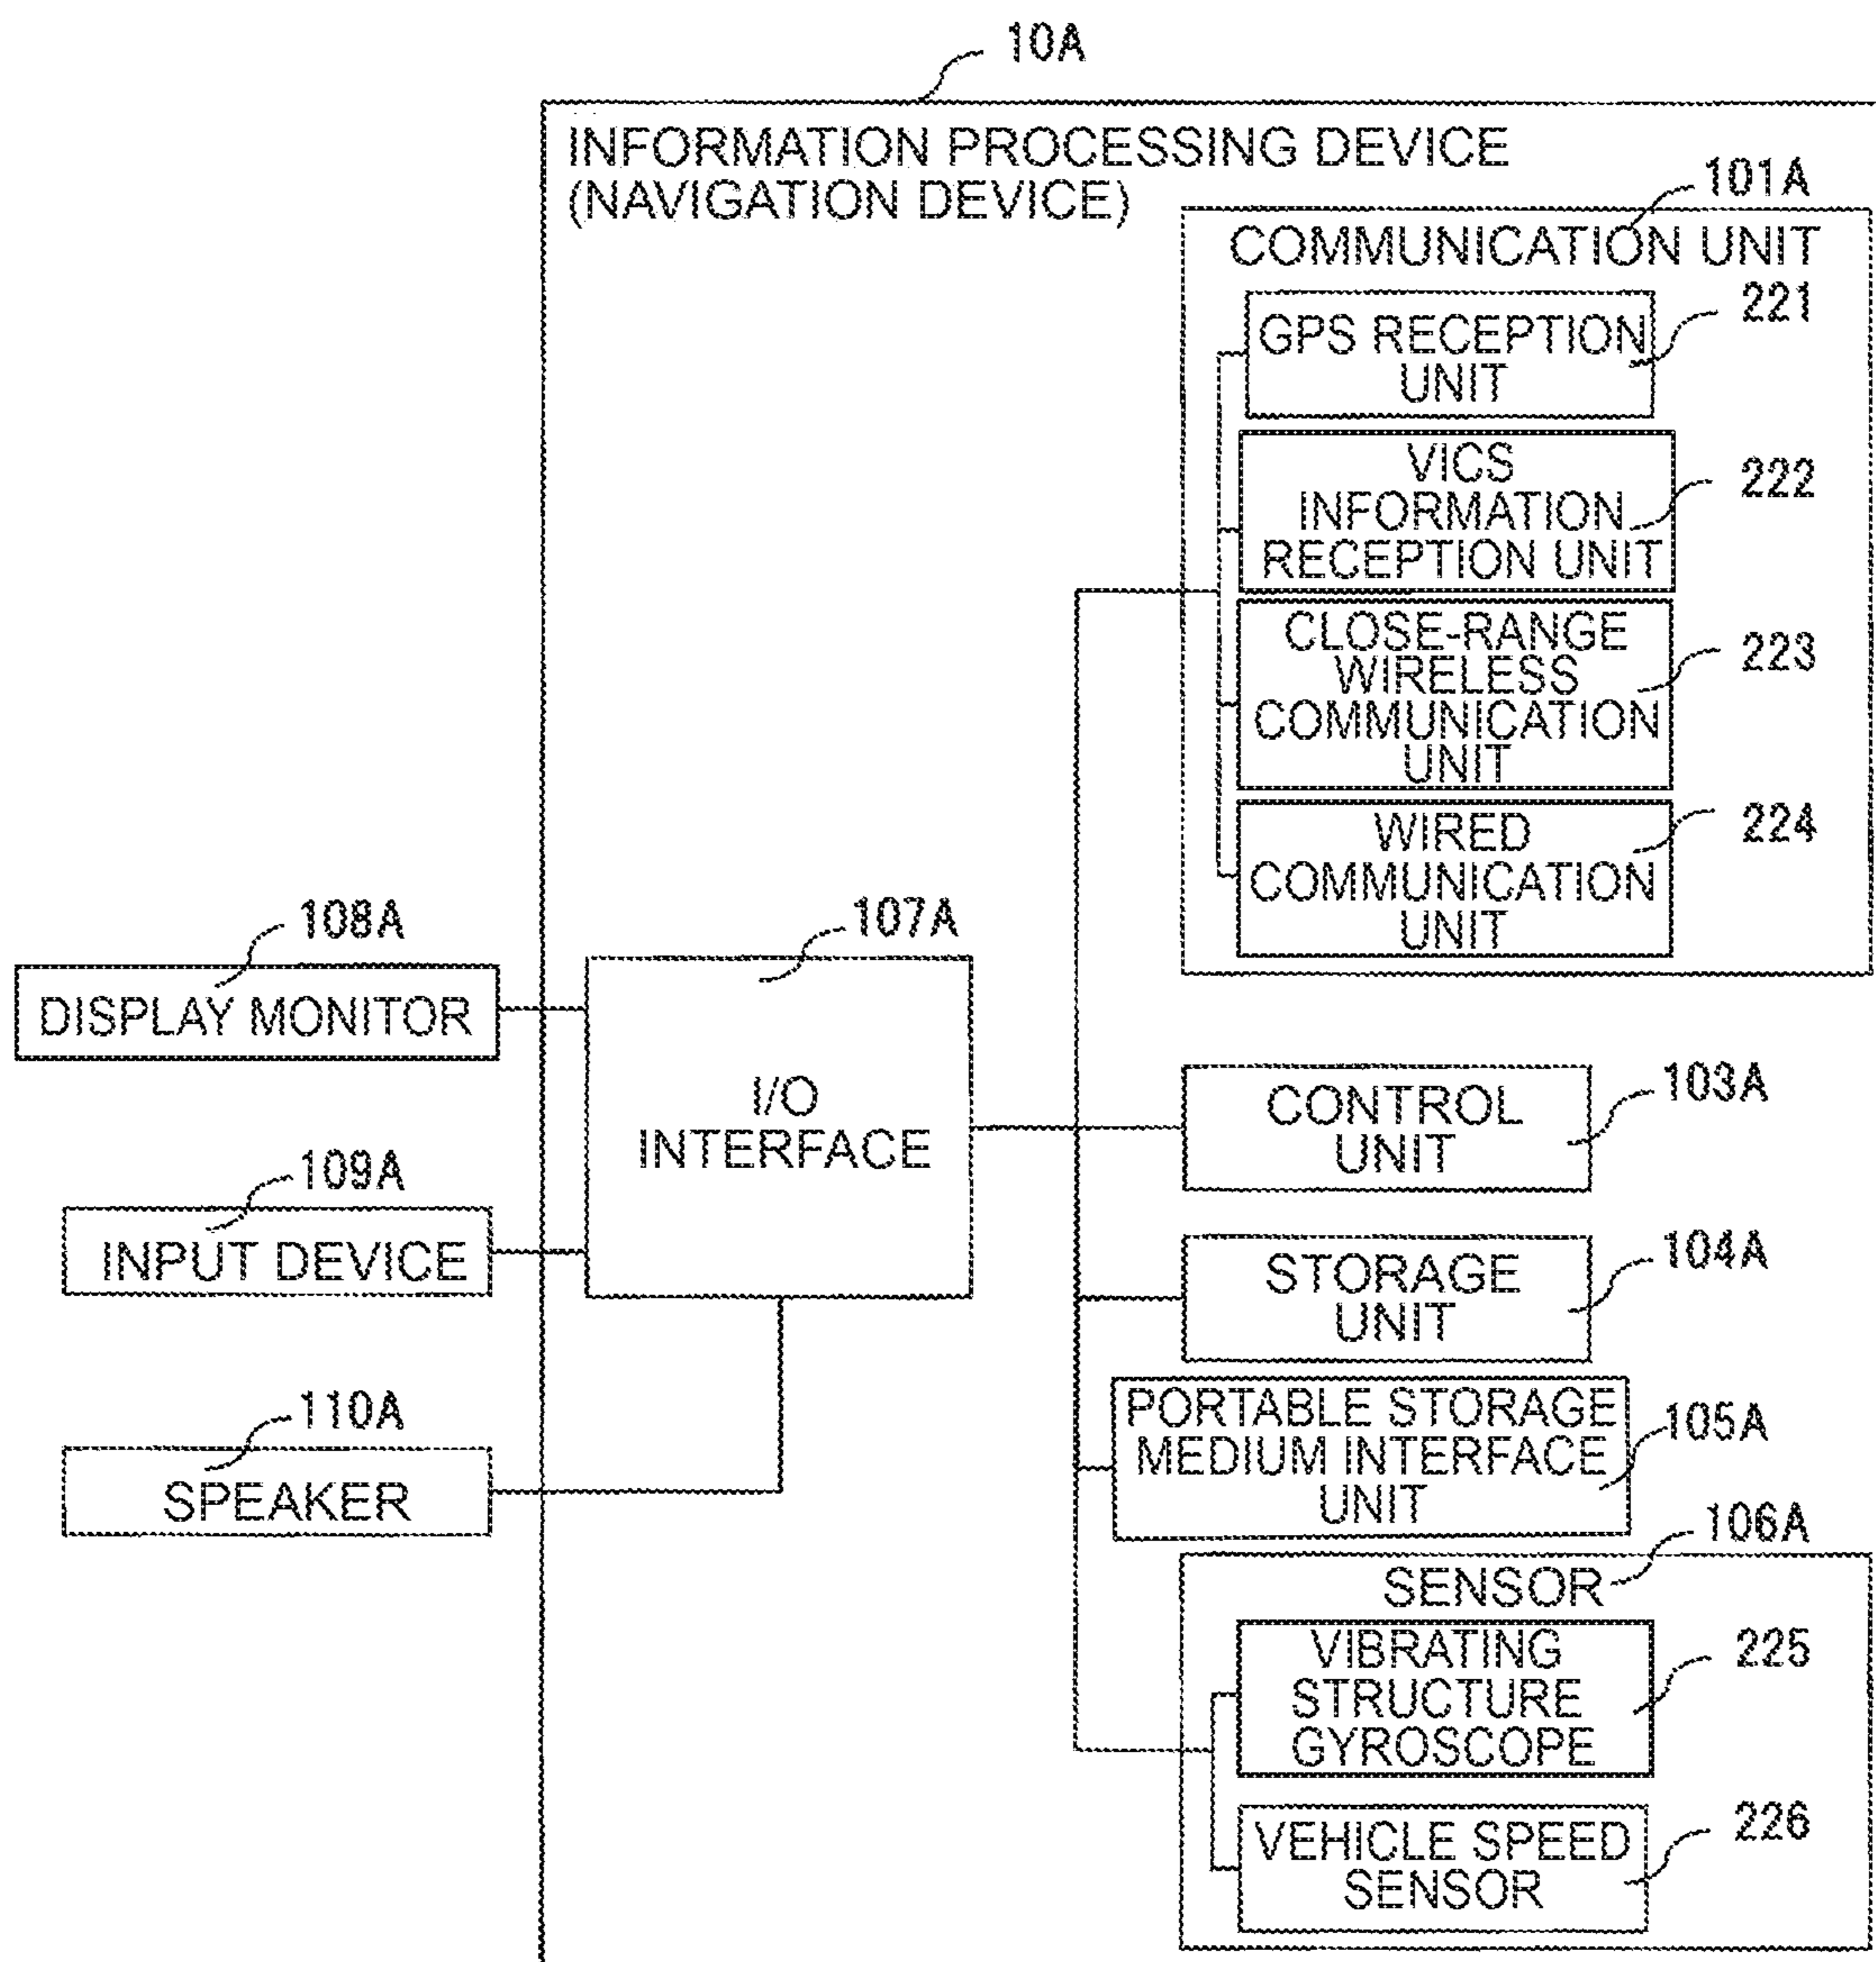 10A
INFORMATION PROCESSING DEVICE
(NAVIGATION DEVICE)
101A
COMMUNICATION UNIT
221
GPS RECEPTION
UNIT
222
VICS
INFORMATION
RECEPTION UNIT
223
CLOSE-RANGE
WIRELESS
COMMUNICATION
UNIT
224
WIRED
COMMUNICATION
UNIT
108A
DISPLAY MONITOR
107A
I/O
INTERFACE
109A
INPUT DEVICE
110A
SPEAKER
103A
CONTROL
UNIT
104A
STORAGE
UNIT
105A
PORTABLE STORAGE
MEDIUM INTERFACE
UNIT
106A
SENSOR
225
VIBRATING
STRUCTURE
GYROSCOPE
226
VEHICLE SPEED
SENSOR